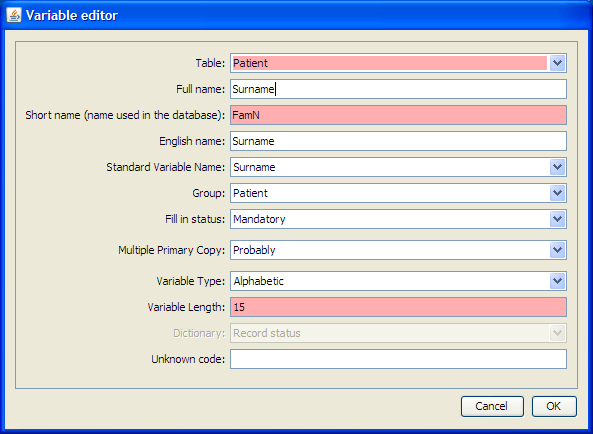 Variable editor
Table: Patient
Full name: Surname
Short name (name used in the database): FamN
English name: Surname
Standard Variable Name: Surname
Group: Patient
Fill in status: Mandatory
Multiple Primary Copy: Probably
Variable Type: Alphabetic
Variable Length: 15
Dictionary: Record status
Unknown code:
Cancel OK